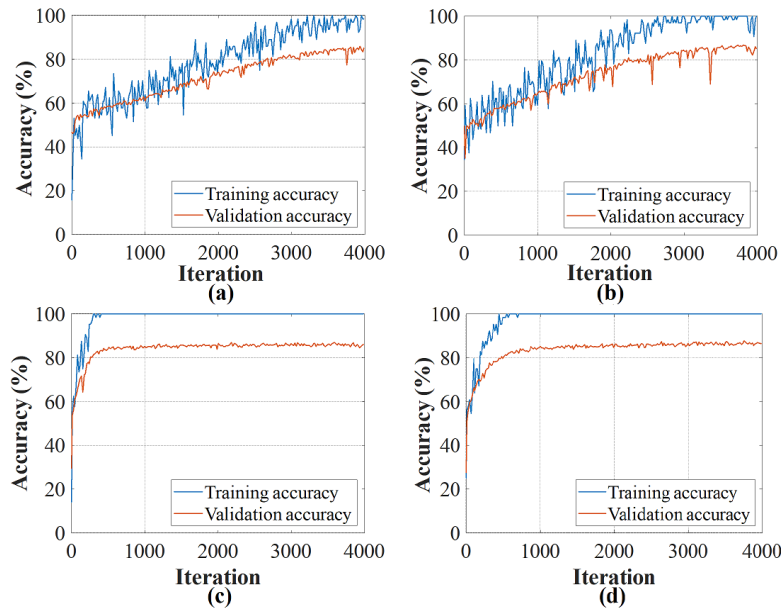 100
80
60
40
20
0
Accuracy (%)
Training accuracy
Validation accuracy
0 1000 2000 3000 4000
Iteration
(a)
100
80
60
40
20
0
Accuracy (%)
Training accuracy
Validation accuracy
0 1000 2000 3000 4000
Iteration
(b)
100
80
60
40
20
0
Accuracy (%)
Training accuracy
Validation accuracy
0 1000 2000 3000 4000
Iteration
(c)
100
80
60
40
20
0
Accuracy (%)
Training accuracy
Validation accuracy
0 1000 2000 3000 4000
Iteration
(d)